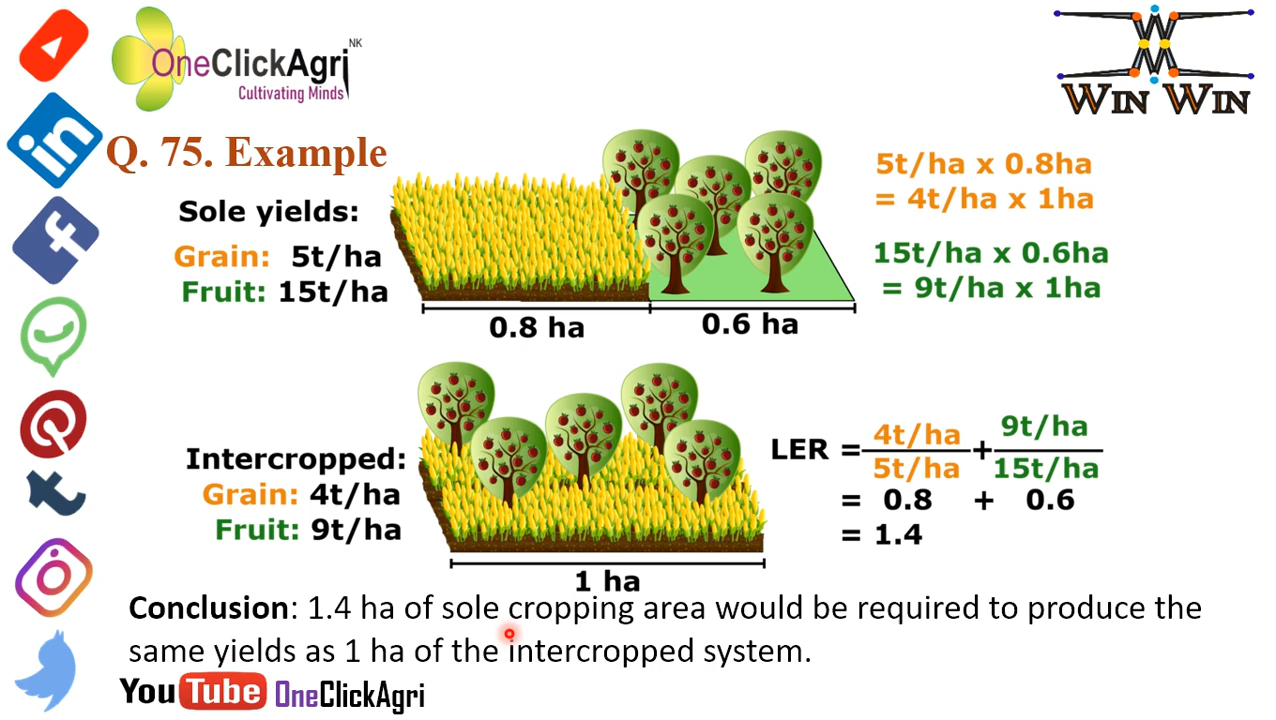 OneClickAgri NK
Cultivating Minds
WIN WIN
Q. 75. Example
Sole yields:
Grain: 5t/ha
Fruit: 15t/ha
0.8 ha
0.6 ha
5t/ha x 0.8ha
= 4t/ha x 1ha
15t/ha x 0.6ha
= 9t/ha x 1ha
Intercropped:
Grain: 4t/ha
Fruit: 9t/ha
1 ha
LER = 4t/ha / 5t/ha + 9t/ha / 15t/ha
= 0.8 + 0.6
= 1.4
Conclusion: 1.4 ha of sole cropping area would be required to produce the
same yields as 1 ha of the intercropped system.
YouTube OneClickAgri